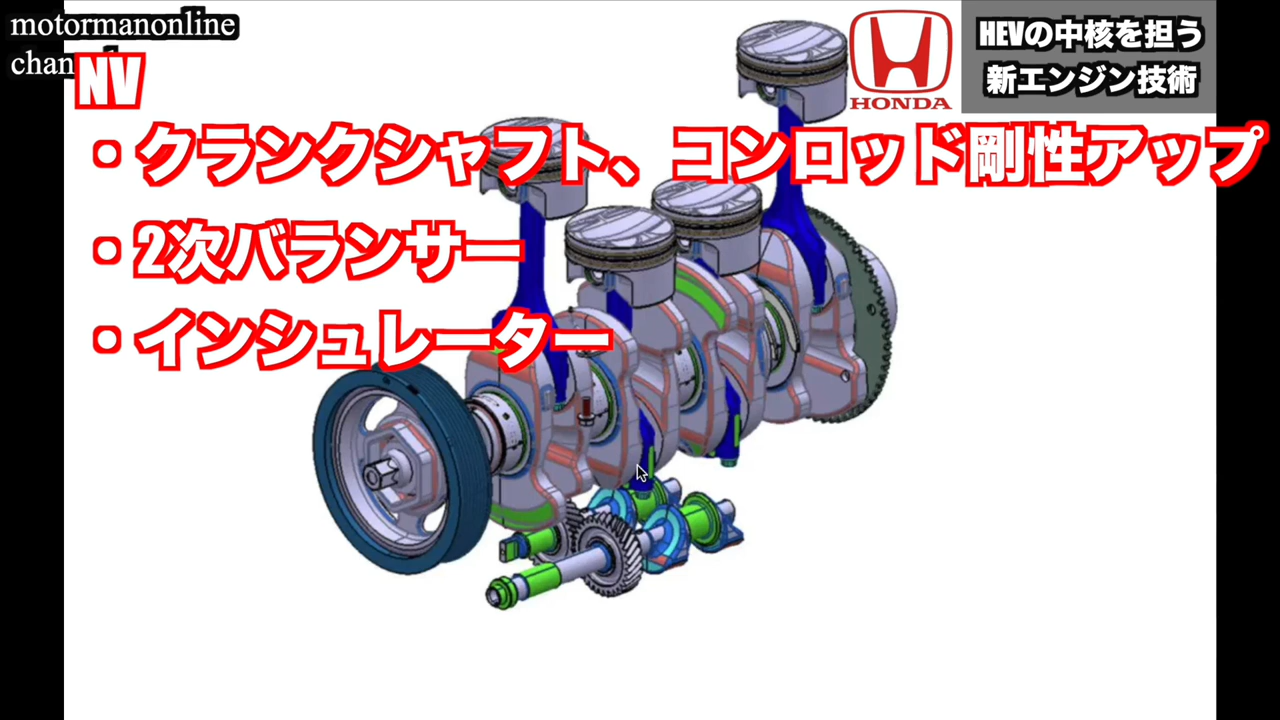 motormanonline
HONDA
HEVの中核を担う
新エンジン技術
NV
・クランクシャフト、コンロッド剛性アップ
・2次バランサー
・インシュレーター